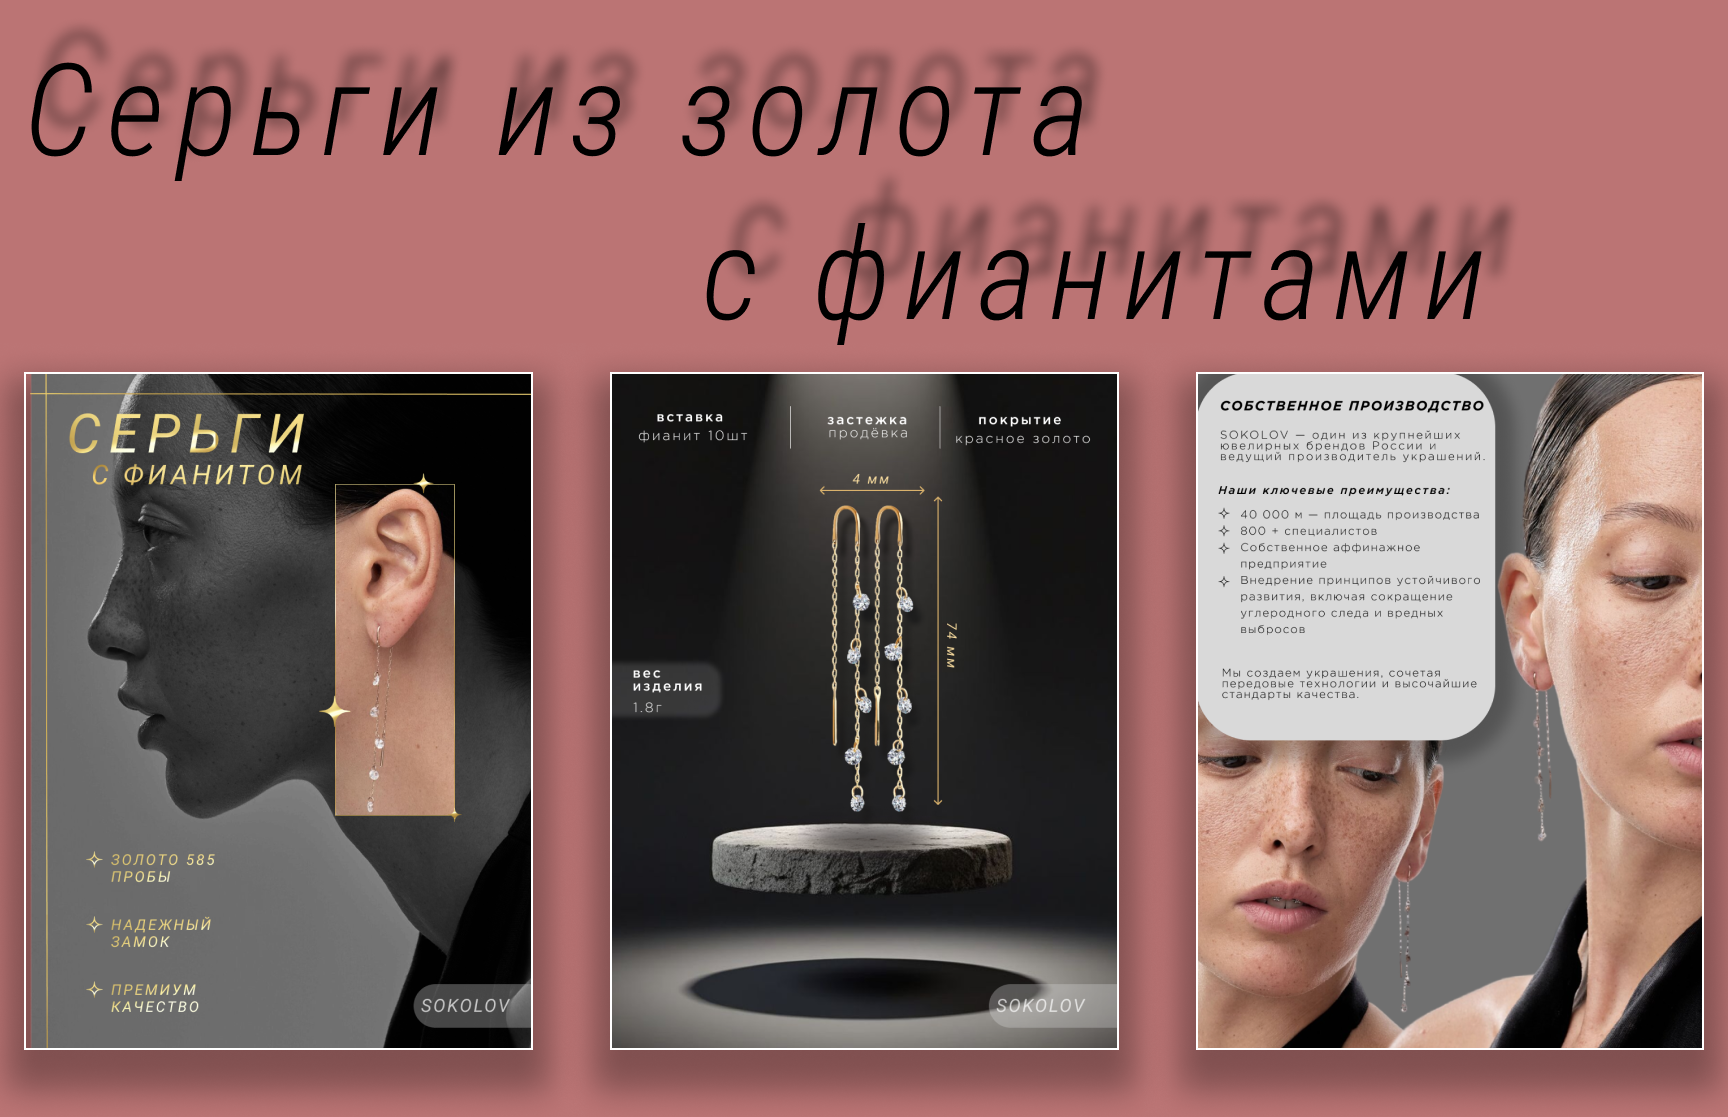 Серьги из золота
с фианитами
СЕРЬГИ
С ФИАНИТОМ
ЗОЛОТО 585
ПРОБЫ
НАДЕЖНЫЙ
ЗАМОК
ПРЕМИУМ
КАЧЕСТВО
SOKOLOV
вставка
фианит 10шт
застежка
продёвка
покрытие
красное золото
4 мм
74 мм
вес
изделия
1.8г
SOKOLOV
СОБСТВЕННОЕ ПРОИЗВОДСТВО
SOKOLOV — один из крупнейших
ювелирных брендов России и
ведущий производитель украшений.
Наши ключевые преимущества:
40 000 м — площадь производства
800 + специалистов
Собственное аффинажное
предприятие
Внедрение принципов устойчивого
развития, включая сокращение
углеродного следа и вредных
выбросов
Мы создаем украшения, сочетая
передовые технологии и высочайшие
стандарты качества.